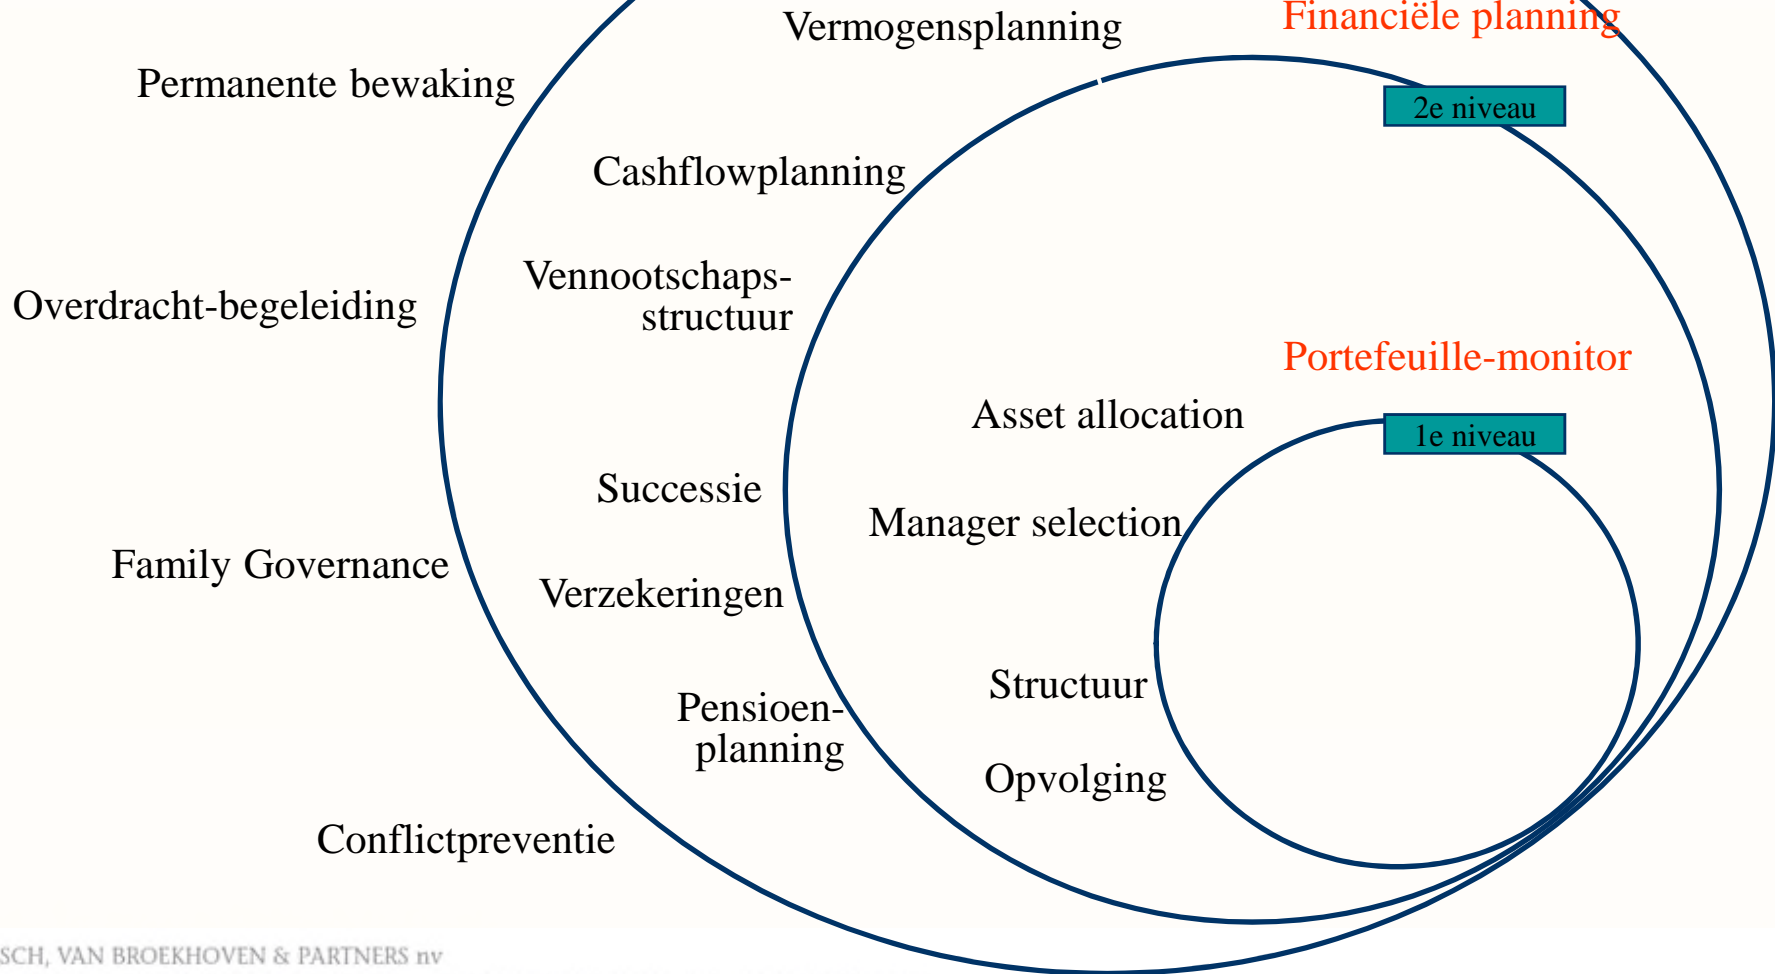 Vermogensplanning
Financiële planning
Permanente bewaking
2e niveau
Cashflowplanning
Vennootschaps-
structuur
Overdracht-begeleiding
Portefeuille-monitor
Asset allocation
1e niveau
Successie
Manager selection
Family Governance
Verzekeringen
Structuur
Pensioen-
planning
Opvolging
Conflictpreventie
SCH, VAN BROEKHOVEN & PARTNERS nv